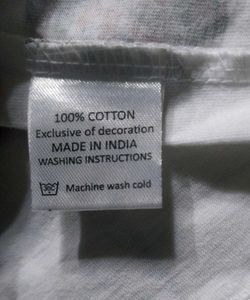 100% COTTON
Exclusive of decoration
MADE IN INDIA
WASHING INSTRUCTIONS
Machine wash cold